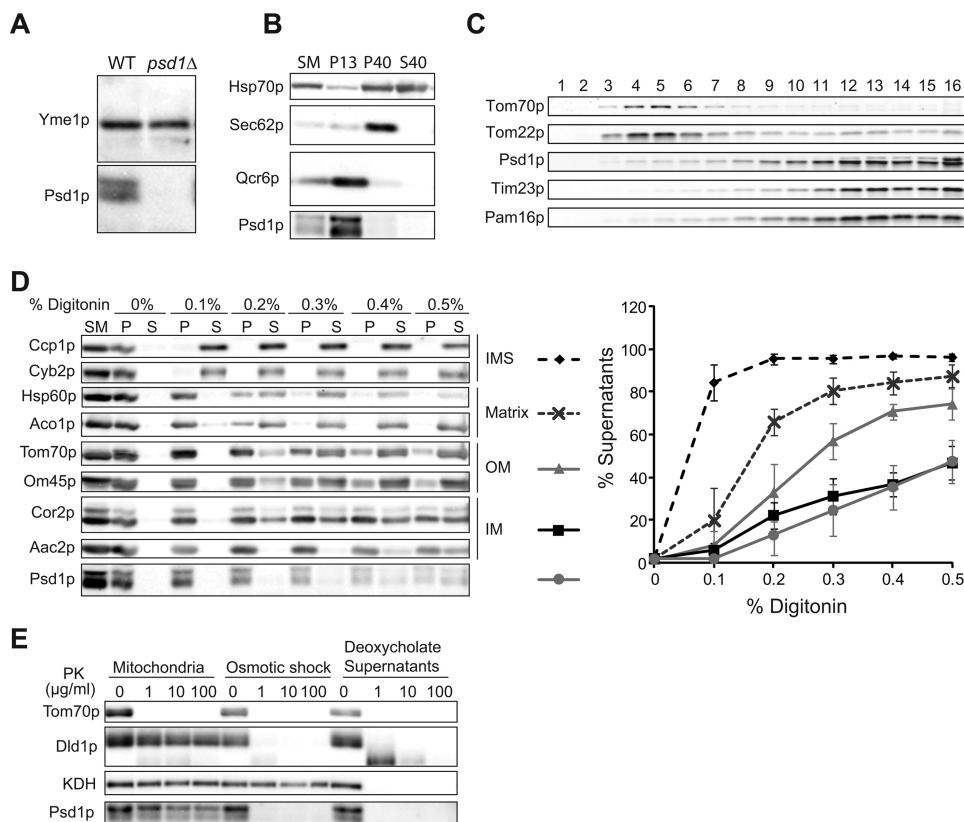 A
WT psd1Δ
Yme1p
Psd1p
B
SM P13 P40 S40
Hsp70p
Sec62p
Qcr6p
Psd1p
C
1 2 3 4 5 6 7 8 9 10 11 12 13 14 15 16
Tom70p
Tom22p
Psd1p
Tim23p
Pam16p
D
% Digitonin 0% 0.1% 0.2% 0.3% 0.4% 0.5%
SM P S P S P S P S P S P S
Ccp1p
Cyb2p
Hsp60p
Aco1p
Tom70p
Om45p
Cor2p
Aac2p
Psd1p
IMS
Matrix
OM
IM
% Supernatants
120
100
80
60
40
20
0
0 0.1 0.2 0.3 0.4 0.5
% Digitonin
E
PK (µg/ml)
Mitochondria Osmotic shock Deoxycholate Supernatants
0 1 10 100 0 1 10 100 0 1 10 100
Tom70p
Dld1p
KDH
Psd1p